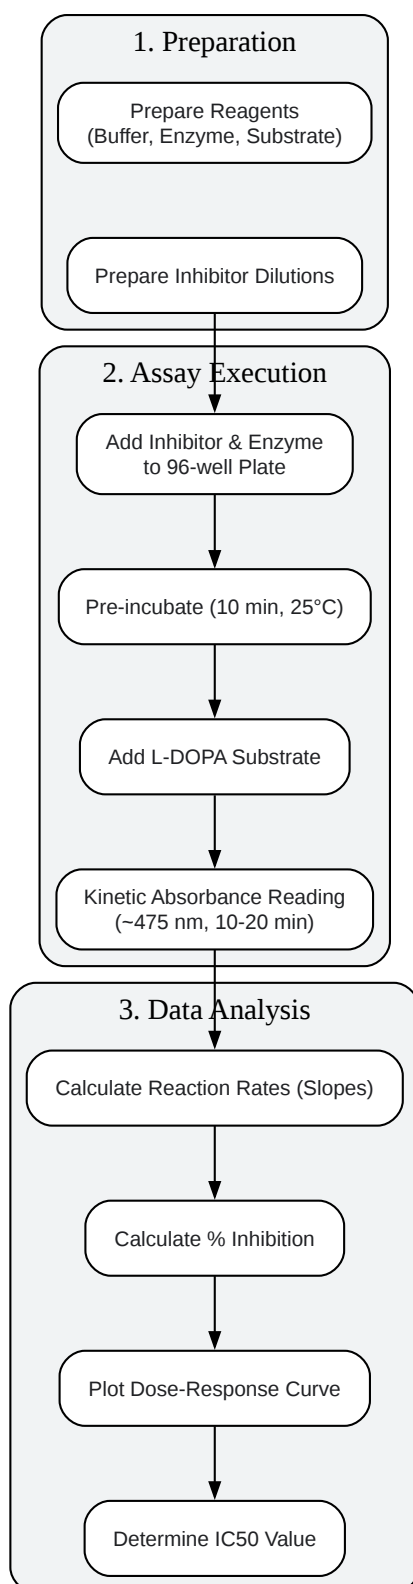 1. Preparation
Prepare Reagents
(Buffer, Enzyme, Substrate)
Prepare Inhibitor Dilutions
2. Assay Execution
Add Inhibitor & Enzyme
to 96-well Plate
Pre-incubate (10 min, 25°C)
Add L-DOPA Substrate
Kinetic Absorbance Reading
(~475 nm, 10-20 min)
3. Data Analysis
Calculate Reaction Rates (Slopes)
Calculate % Inhibition
Plot Dose-Response Curve
Determine IC50 Value